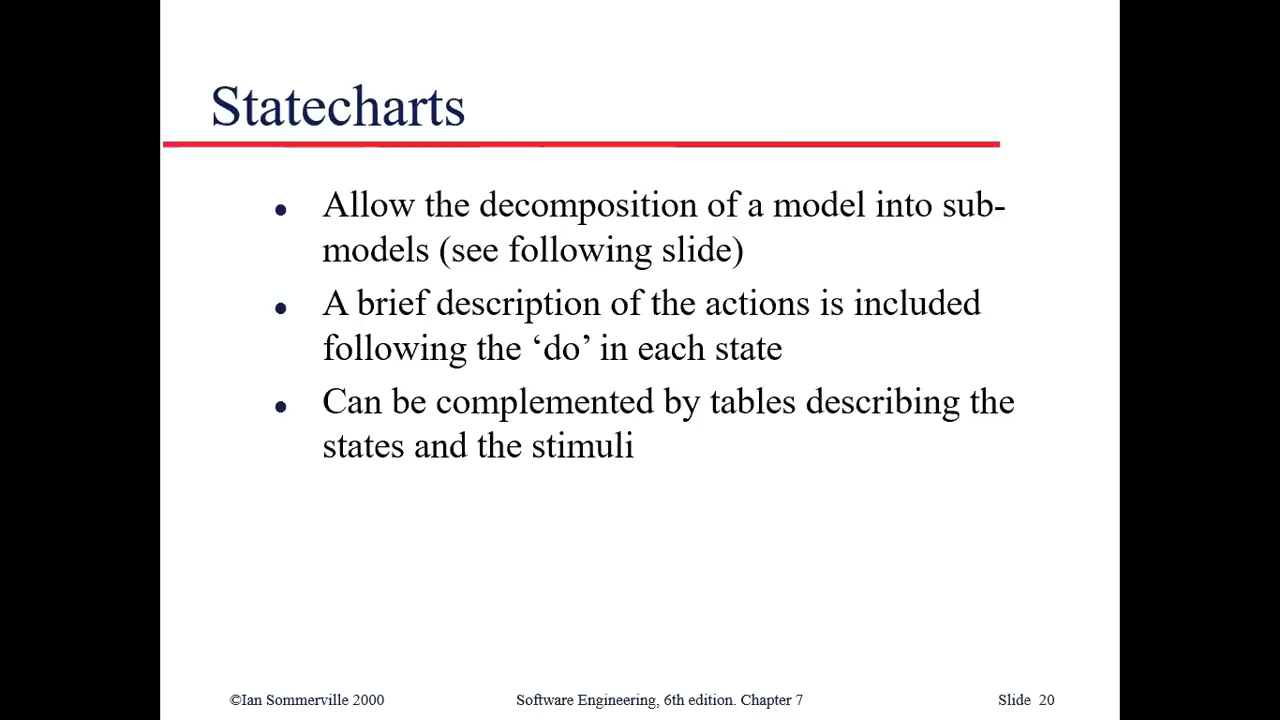 Statecharts
● Allow the decomposition of a model into sub-
models (see following slide)
● A brief description of the actions is included
following the ‘do’ in each state
● Can be complemented by tables describing the
states and the stimuli
©Ian Sommerville 2000 Software Engineering, 6th edition. Chapter 7 Slide 20